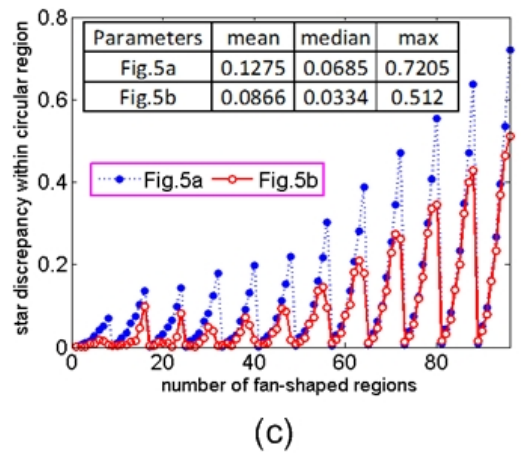 0.8
Parameters mean median max
Fig.5a 0.1275 0.0685 0.7205
Fig.5b 0.0866 0.0334 0.512
0.6
Fig.5a Fig.5b
0.4
0.2
0
0 20 40 60 80
star discrepancy within circular region
number of fan-shaped regions
(c)